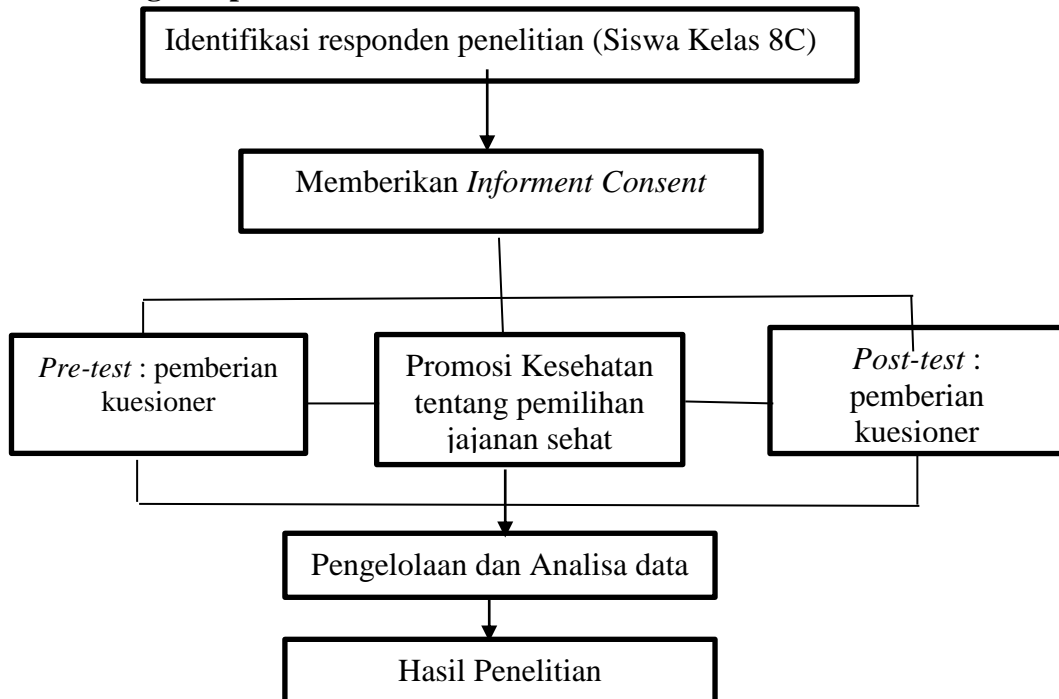 Identifikasi responden penelitian (Siswa Kelas 8C)
Memberikan Informent Consent
Pre-test : pemberian
kuesioner
Promosi Kesehatan
tentang pemilihan
jajanan sehat
Post-test :
pemberian
kuesioner
Pengelolaan dan Analisa data
Hasil Penelitian